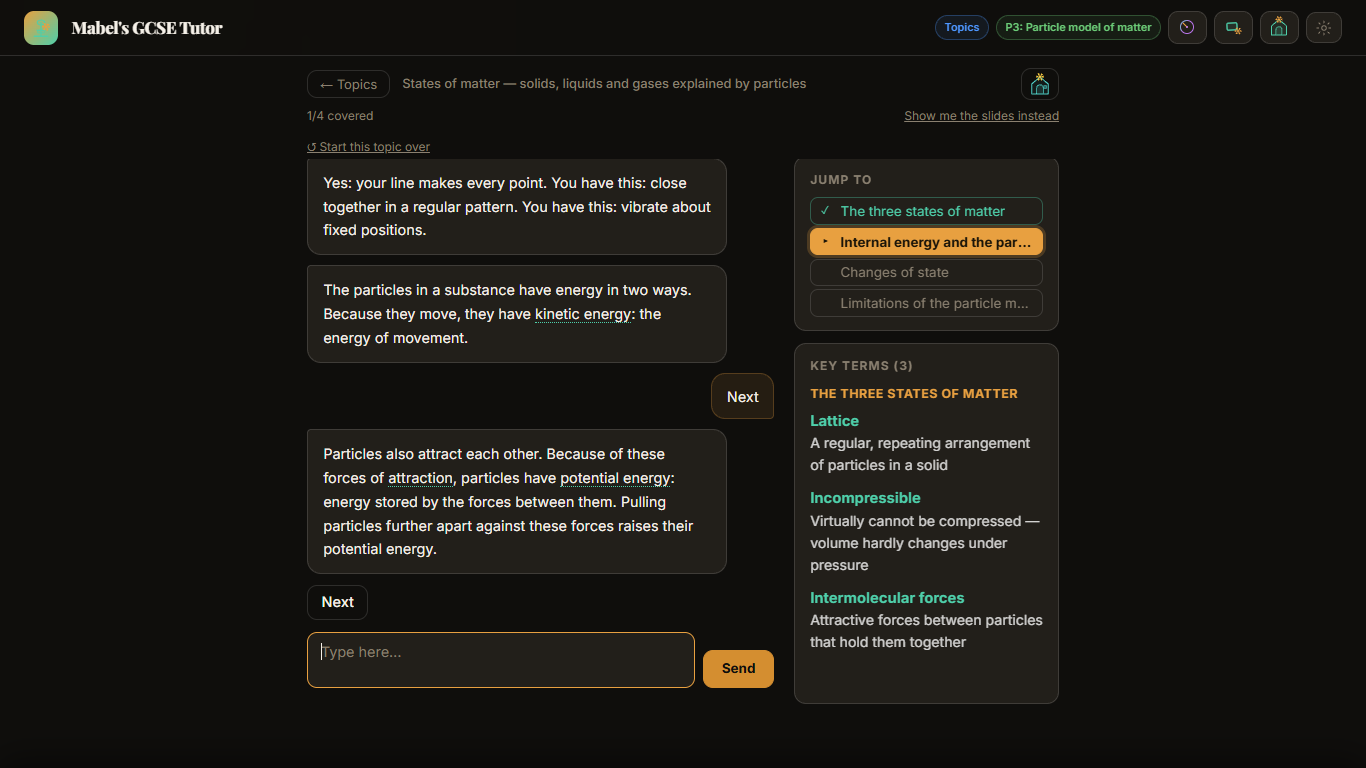 Mabel's GCSE Tutor
Topics
P3: Particle model of matter
← Topics
States of matter — solids, liquids and gases explained by particles
1/4 covered
Show me the slides instead
↺ Start this topic over
Yes: your line makes every point. You have this: close
together in a regular pattern. You have this: vibrate about
fixed positions.
The particles in a substance have energy in two ways.
Because they move, they have kinetic energy: the
energy of movement.
Next
Particles also attract each other. Because of these
forces of attraction, particles have potential energy:
energy stored by the forces between them. Pulling
particles further apart against these forces raises their
potential energy.
Next
Type here...
Send
JUMP TO
✓ The three states of matter
▸ Internal energy and the par...
Changes of state
Limitations of the particle m...
KEY TERMS (3)
THE THREE STATES OF MATTER
Lattice
A regular, repeating arrangement
of particles in a solid
Incompressible
Virtually cannot be compressed —
volume hardly changes under
pressure
Intermolecular forces
Attractive forces between particles
that hold them together